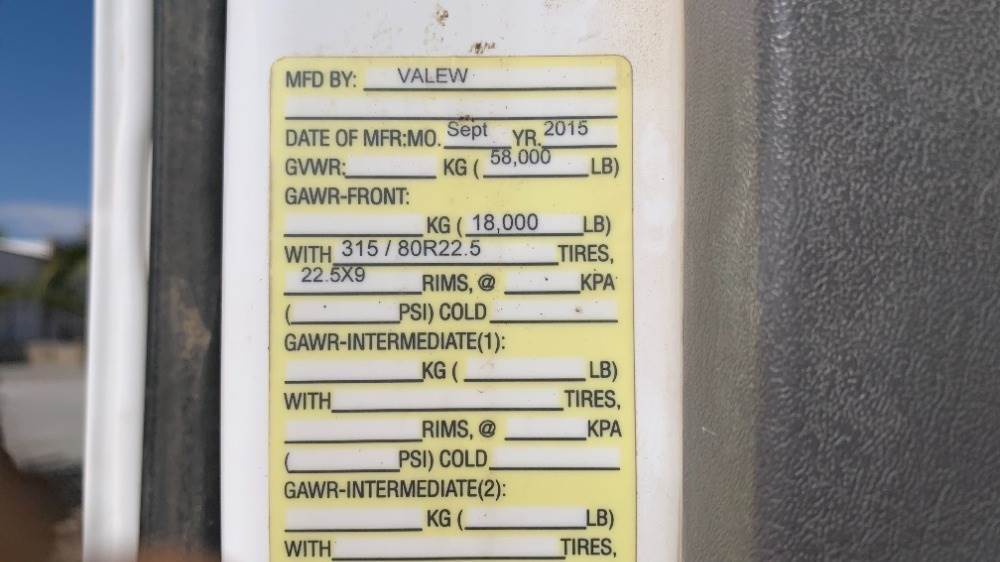 MFD BY: VALEW
DATE OF MFR:MO. Sept YR. 2015
GVWR: KG ( 58,000 LB)
GAWR-FRONT:
KG ( 18,000 LB)
WITH 315 / 80R22.5 TIRES,
22.5X9 RIMS, @ KPA
( PSI) COLD
GAWR-INTERMEDIATE(1):
KG ( LB)
WITH TIRES,
RIMS, @ KPA
( PSI) COLD
GAWR-INTERMEDIATE(2):
KG ( LB)
WITH TIRES,